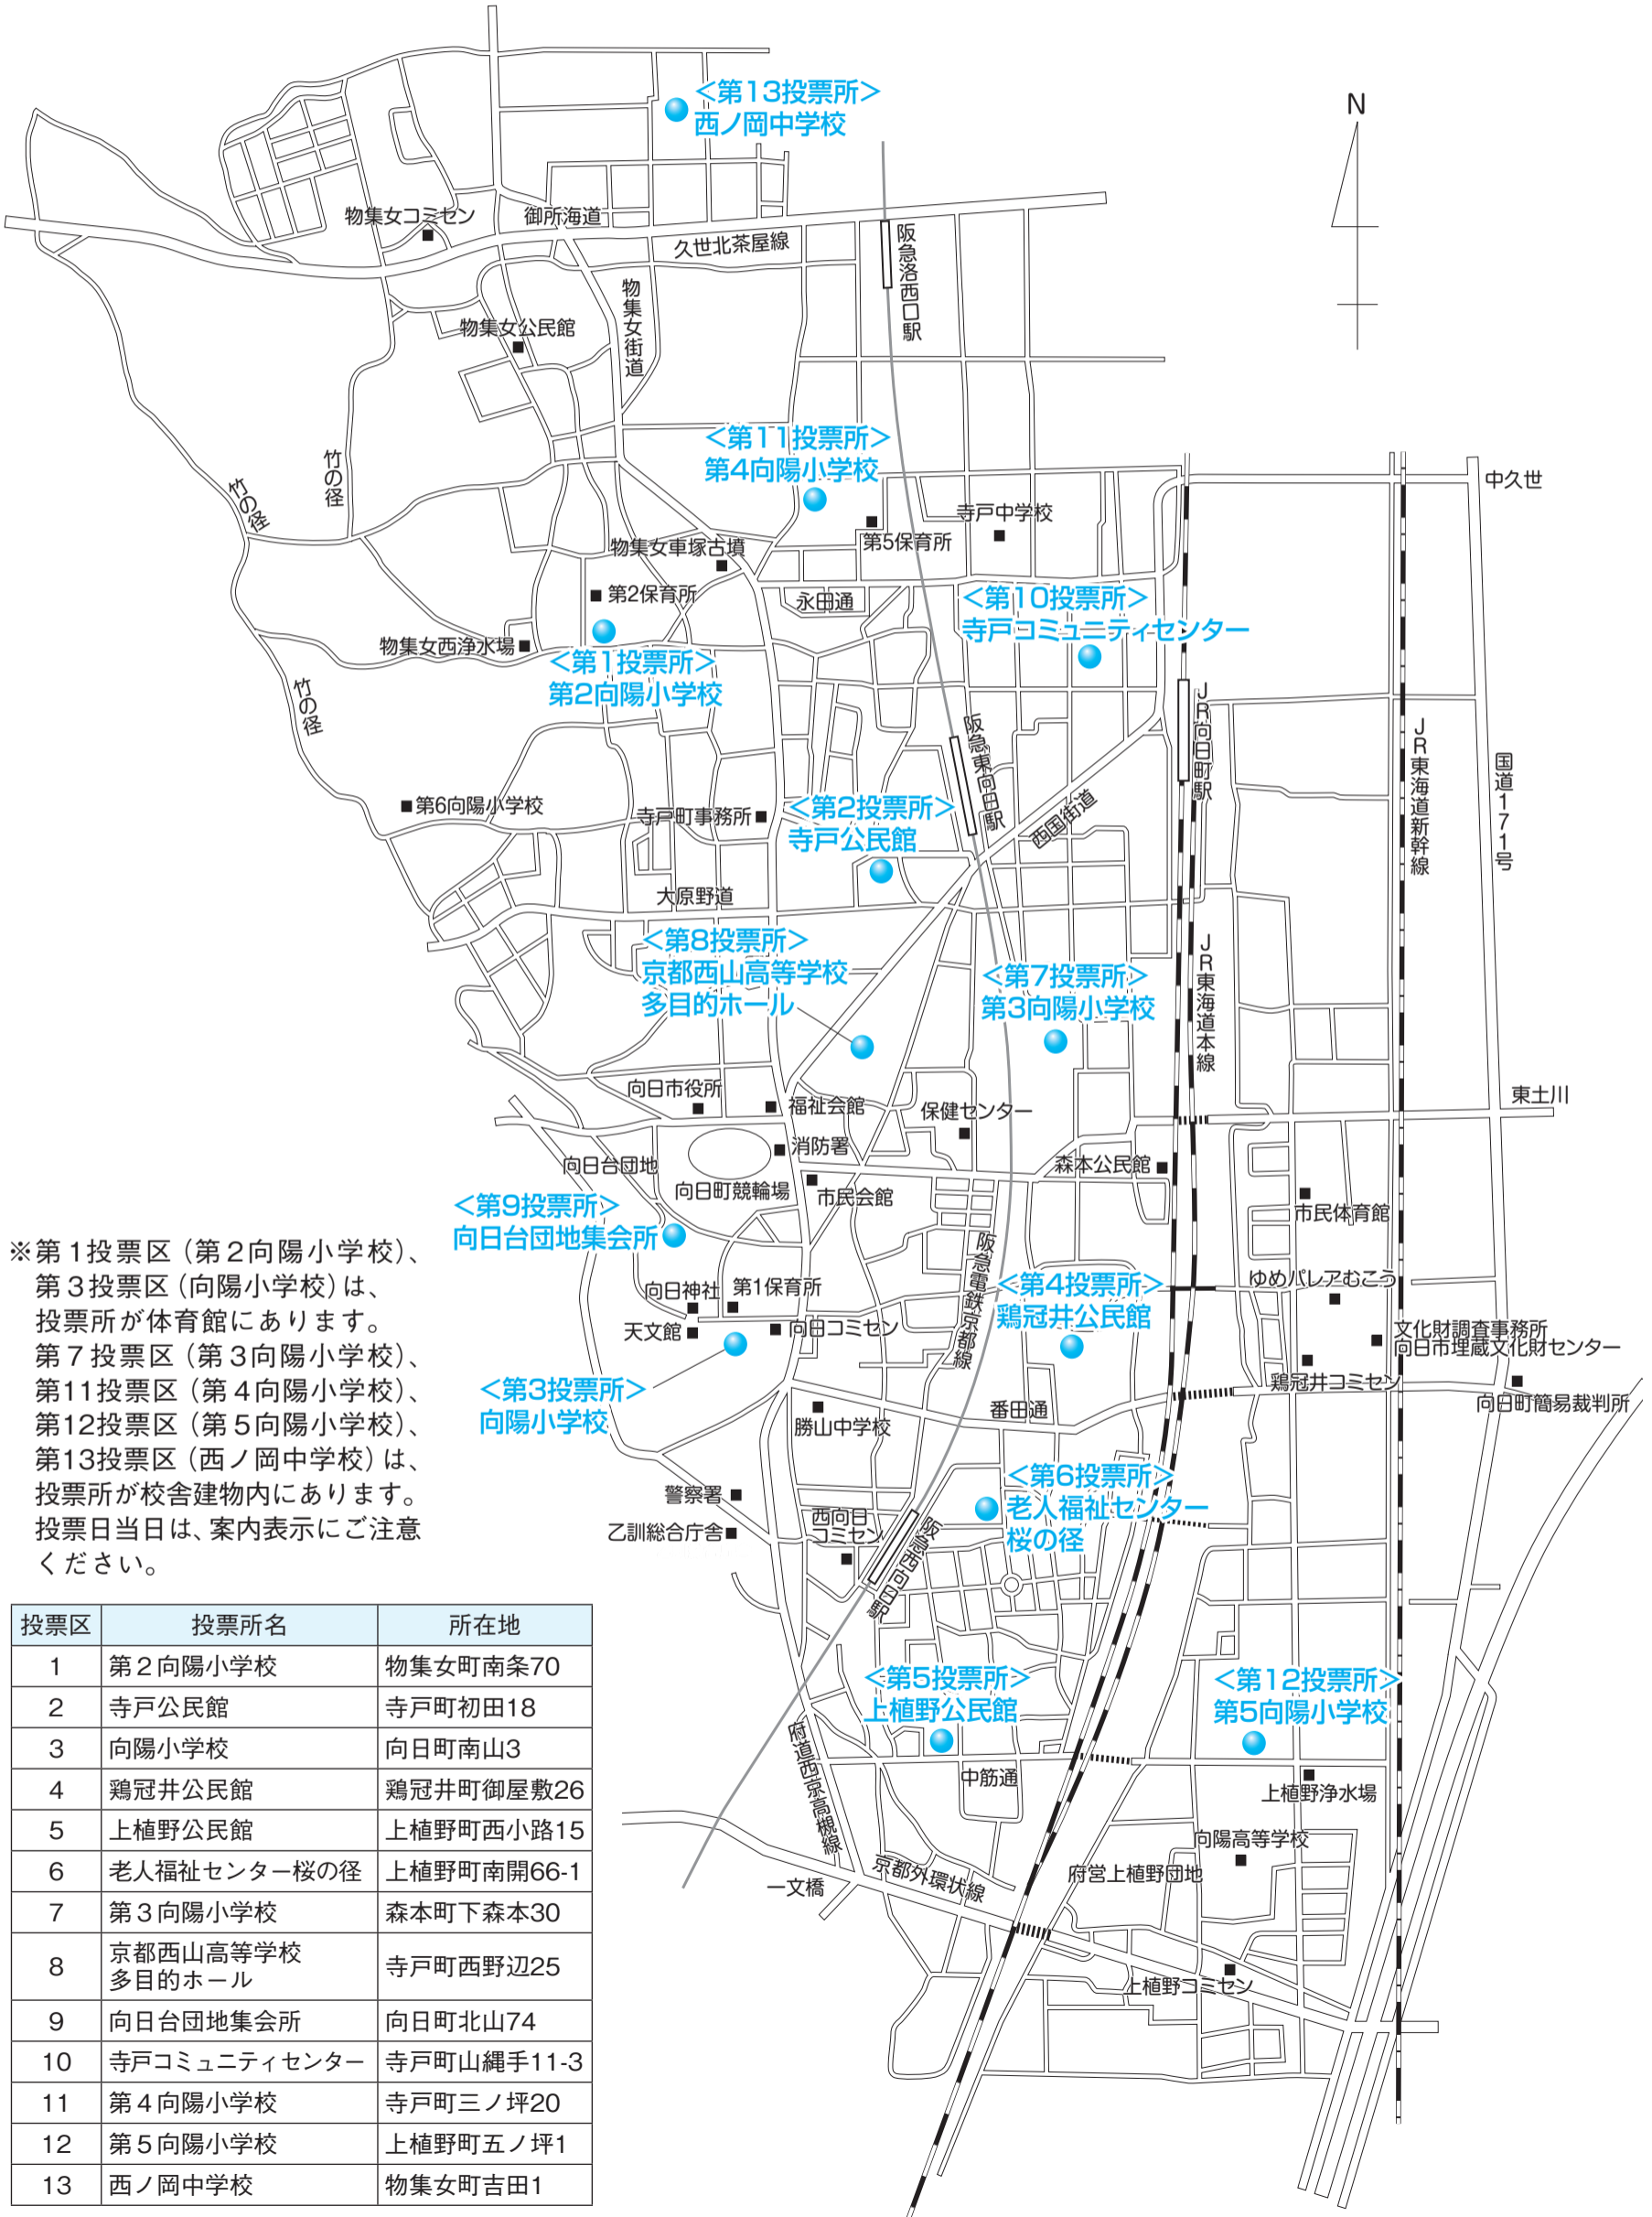 <第13投票所>
西ノ岡中学校
N
物集女コミセン
御所海道
久世北茶屋線
阪急洛西口駅
物集女街道
物集女公民館
<第11投票所>
第4向陽小学校
竹の径
竹の径
中久世
寺戸中学校
第5保育所
物集女車塚古墳
第2保育所
永田通
<第10投票所>
寺戸コミュニティセンター
物集女西浄水場
<第1投票所>
第2向陽小学校
竹の径
JR向日町駅
阪急東向日駅
JR東海道新幹線
国道171号
第6向陽小学校
寺戸町事務所
<第2投票所>
寺戸公民館
西国街道
大原野道
<第8投票所>
京都西山高等学校
多目的ホール
JR東海道本線
<第7投票所>
第3向陽小学校
向日市役所
福祉会館
保健センター
東土川
消防署
向日台団地
向日町競輪場
市民会館
森本公民館
<第9投票所>
向日台団地集会所
市民体育館
阪急電鉄京都線
<第4投票所>
鶏冠井公民館
ゆめパレアむこう
向日神社
第1保育所
天文館
向日コミセン
文化財調査事務所
向日市埋蔵文化財センター
<第3投票所>
向陽小学校
鶏冠井コミセン
向日町簡易裁判所
番田通
勝山中学校
<第6投票所>
老人福祉センター
桜の径
警察署
乙訓総合庁舎
西向日
コミセン
阪急西向日駅
<第5投票所>
上植野公民館
<第12投票所>
第5向陽小学校
府道西京高槻線
中筋通
上植野浄水場
向陽高等学校
府営上植野団地
京都外環状線
一文橋
上植野コミセン
※第1投票区(第2向陽小学校)、
第3投票区(向陽小学校)は、
投票所が体育館にあります。
第7投票区(第3向陽小学校)、
第11投票区(第4向陽小学校)、
第12投票区(第5向陽小学校)、
第13投票区(西ノ岡中学校)は、
投票所が校舎建物内にあります。
投票日当日は、案内表示にご注意
ください。
投票区 投票所名 所在地
1 第2向陽小学校 物集女町南条70
2 寺戸公民館 寺戸町初田18
3 向陽小学校 向日町南山3
4 鶏冠井公民館 鶏冠井町御屋敷26
5 上植野公民館 上植野町西小路15
6 老人福祉センター桜の径 上植野町南開66-1
7 第3向陽小学校 森本町下森本30
8 京都西山高等学校
多目的ホール 寺戸町西野辺25
9 向日台団地集会所 向日町北山74
10 寺戸コミュニティセンター 寺戸町山縄手11-3
11 第4向陽小学校 寺戸町三ノ坪20
12 第5向陽小学校 上植野町五ノ坪1
13 西ノ岡中学校 物集女町吉田1